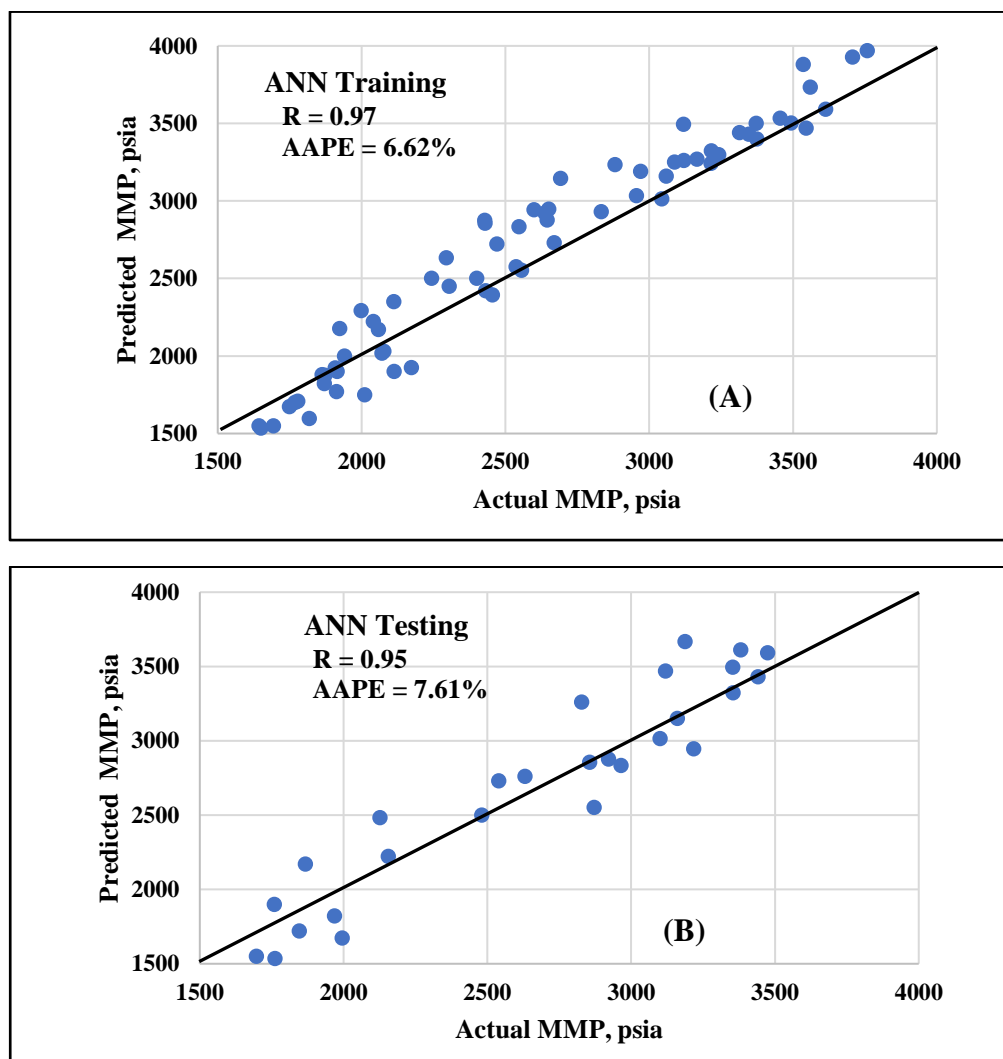 4000
3500
3000
2500
2000
1500
Predicted MMP, psia
ANN Training
R = 0.97
AAPE = 6.62%
(A)
1500 2000 2500 3000 3500 4000
Actual MMP, psia
4000
3500
3000
2500
2000
1500
Predicted MMP, psia
ANN Testing
R = 0.95
AAPE = 7.61%
(B)
1500 2000 2500 3000 3500 4000
Actual MMP, psia